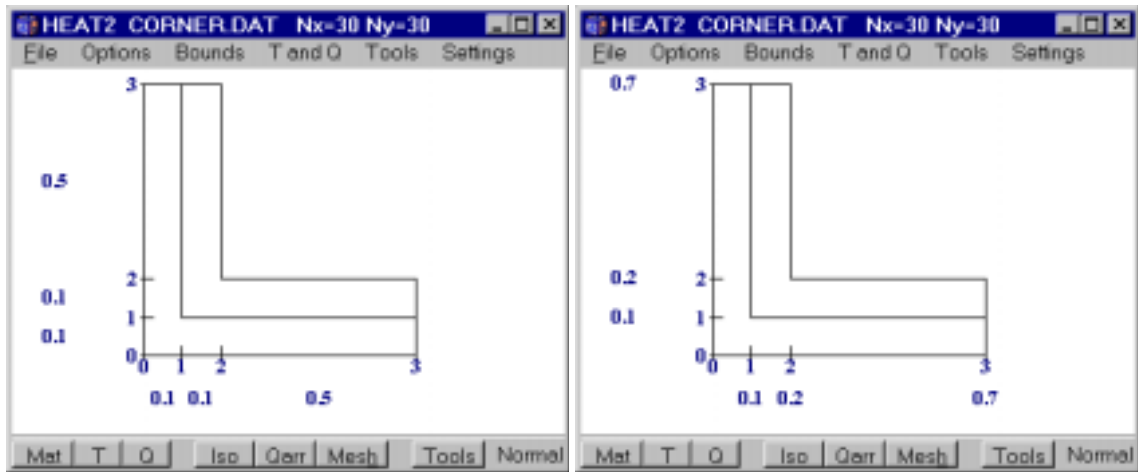 HEAT2 CORNER.DAT Nx=30 Ny=30
File Options Bounds T and Q Tools Settings
3
0.5
2
0.1
1
0.1
0
0 1 2 3
0.1 0.1 0.5
Mat T Q Iso Qarr Mesh Tools Normal
HEAT2 CORNER.DAT Nx=30 Ny=30
File Options Bounds T and Q Tools Settings
0.7 3
0.2 2
0.1 1
0
0 1 2 3
0.1 0.2 0.7
Mat T Q Iso Qarr Mesh Tools Normal